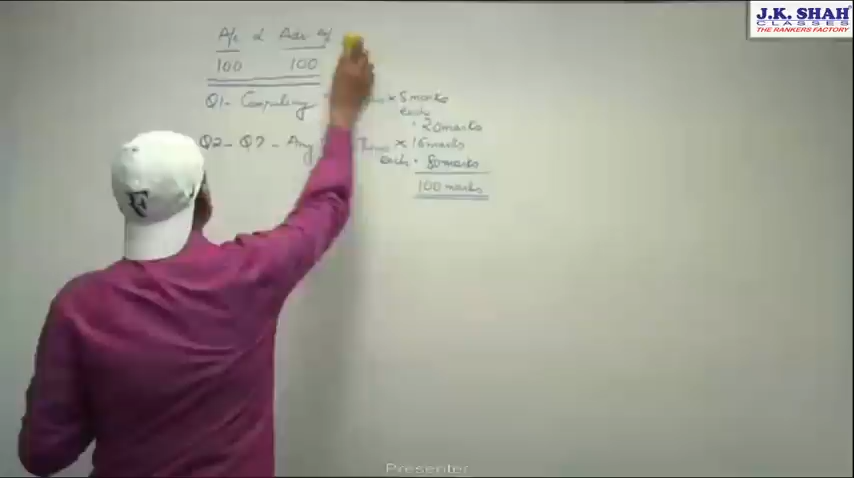 J.K. SHAH®
CLASSES
THE RANKERS FACTORY
A/c & Adv
100 100
Q1- Compulsory × 5 marks
each
· 20 marks
Q2- Q7 - Any × 16 marks
each · 80 marks
100 marks
Presenter